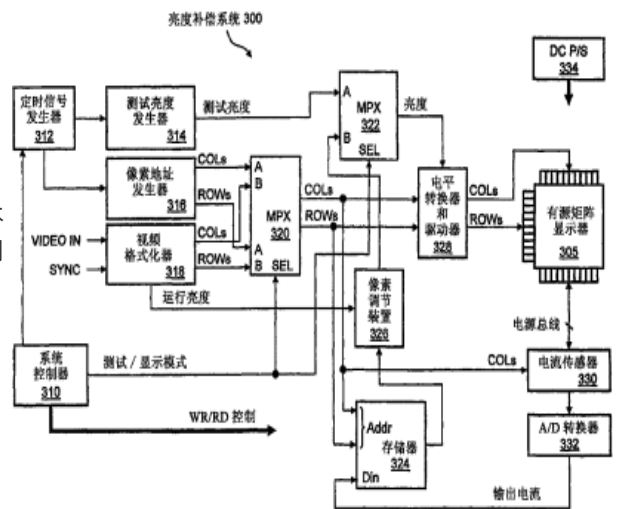 亮度补偿系统 300
DC P/S
334
定时信号
发生器
312
测试亮度
发生器
314
测试亮度
A
MPX
322
B
SEL
亮度
像素地址
发生器
316
COLs
ROWs
A
B
MPX
320
A
B
SEL
COLs
ROWs
电平
转换器
和
驱动器
328
COLs
ROWs
有源矩阵
显示器
305
VIDEO IN
SYNC
视频
格式化器
318
COLs
ROWs
运行亮度
像素
调节
装置
326
电源总线
系统
控制器
310
测试/显示模式
COLs
电流传感器
330
WR/RD 控制
Addr
存储器
324
Din
A/D 转换器
332
输出电流